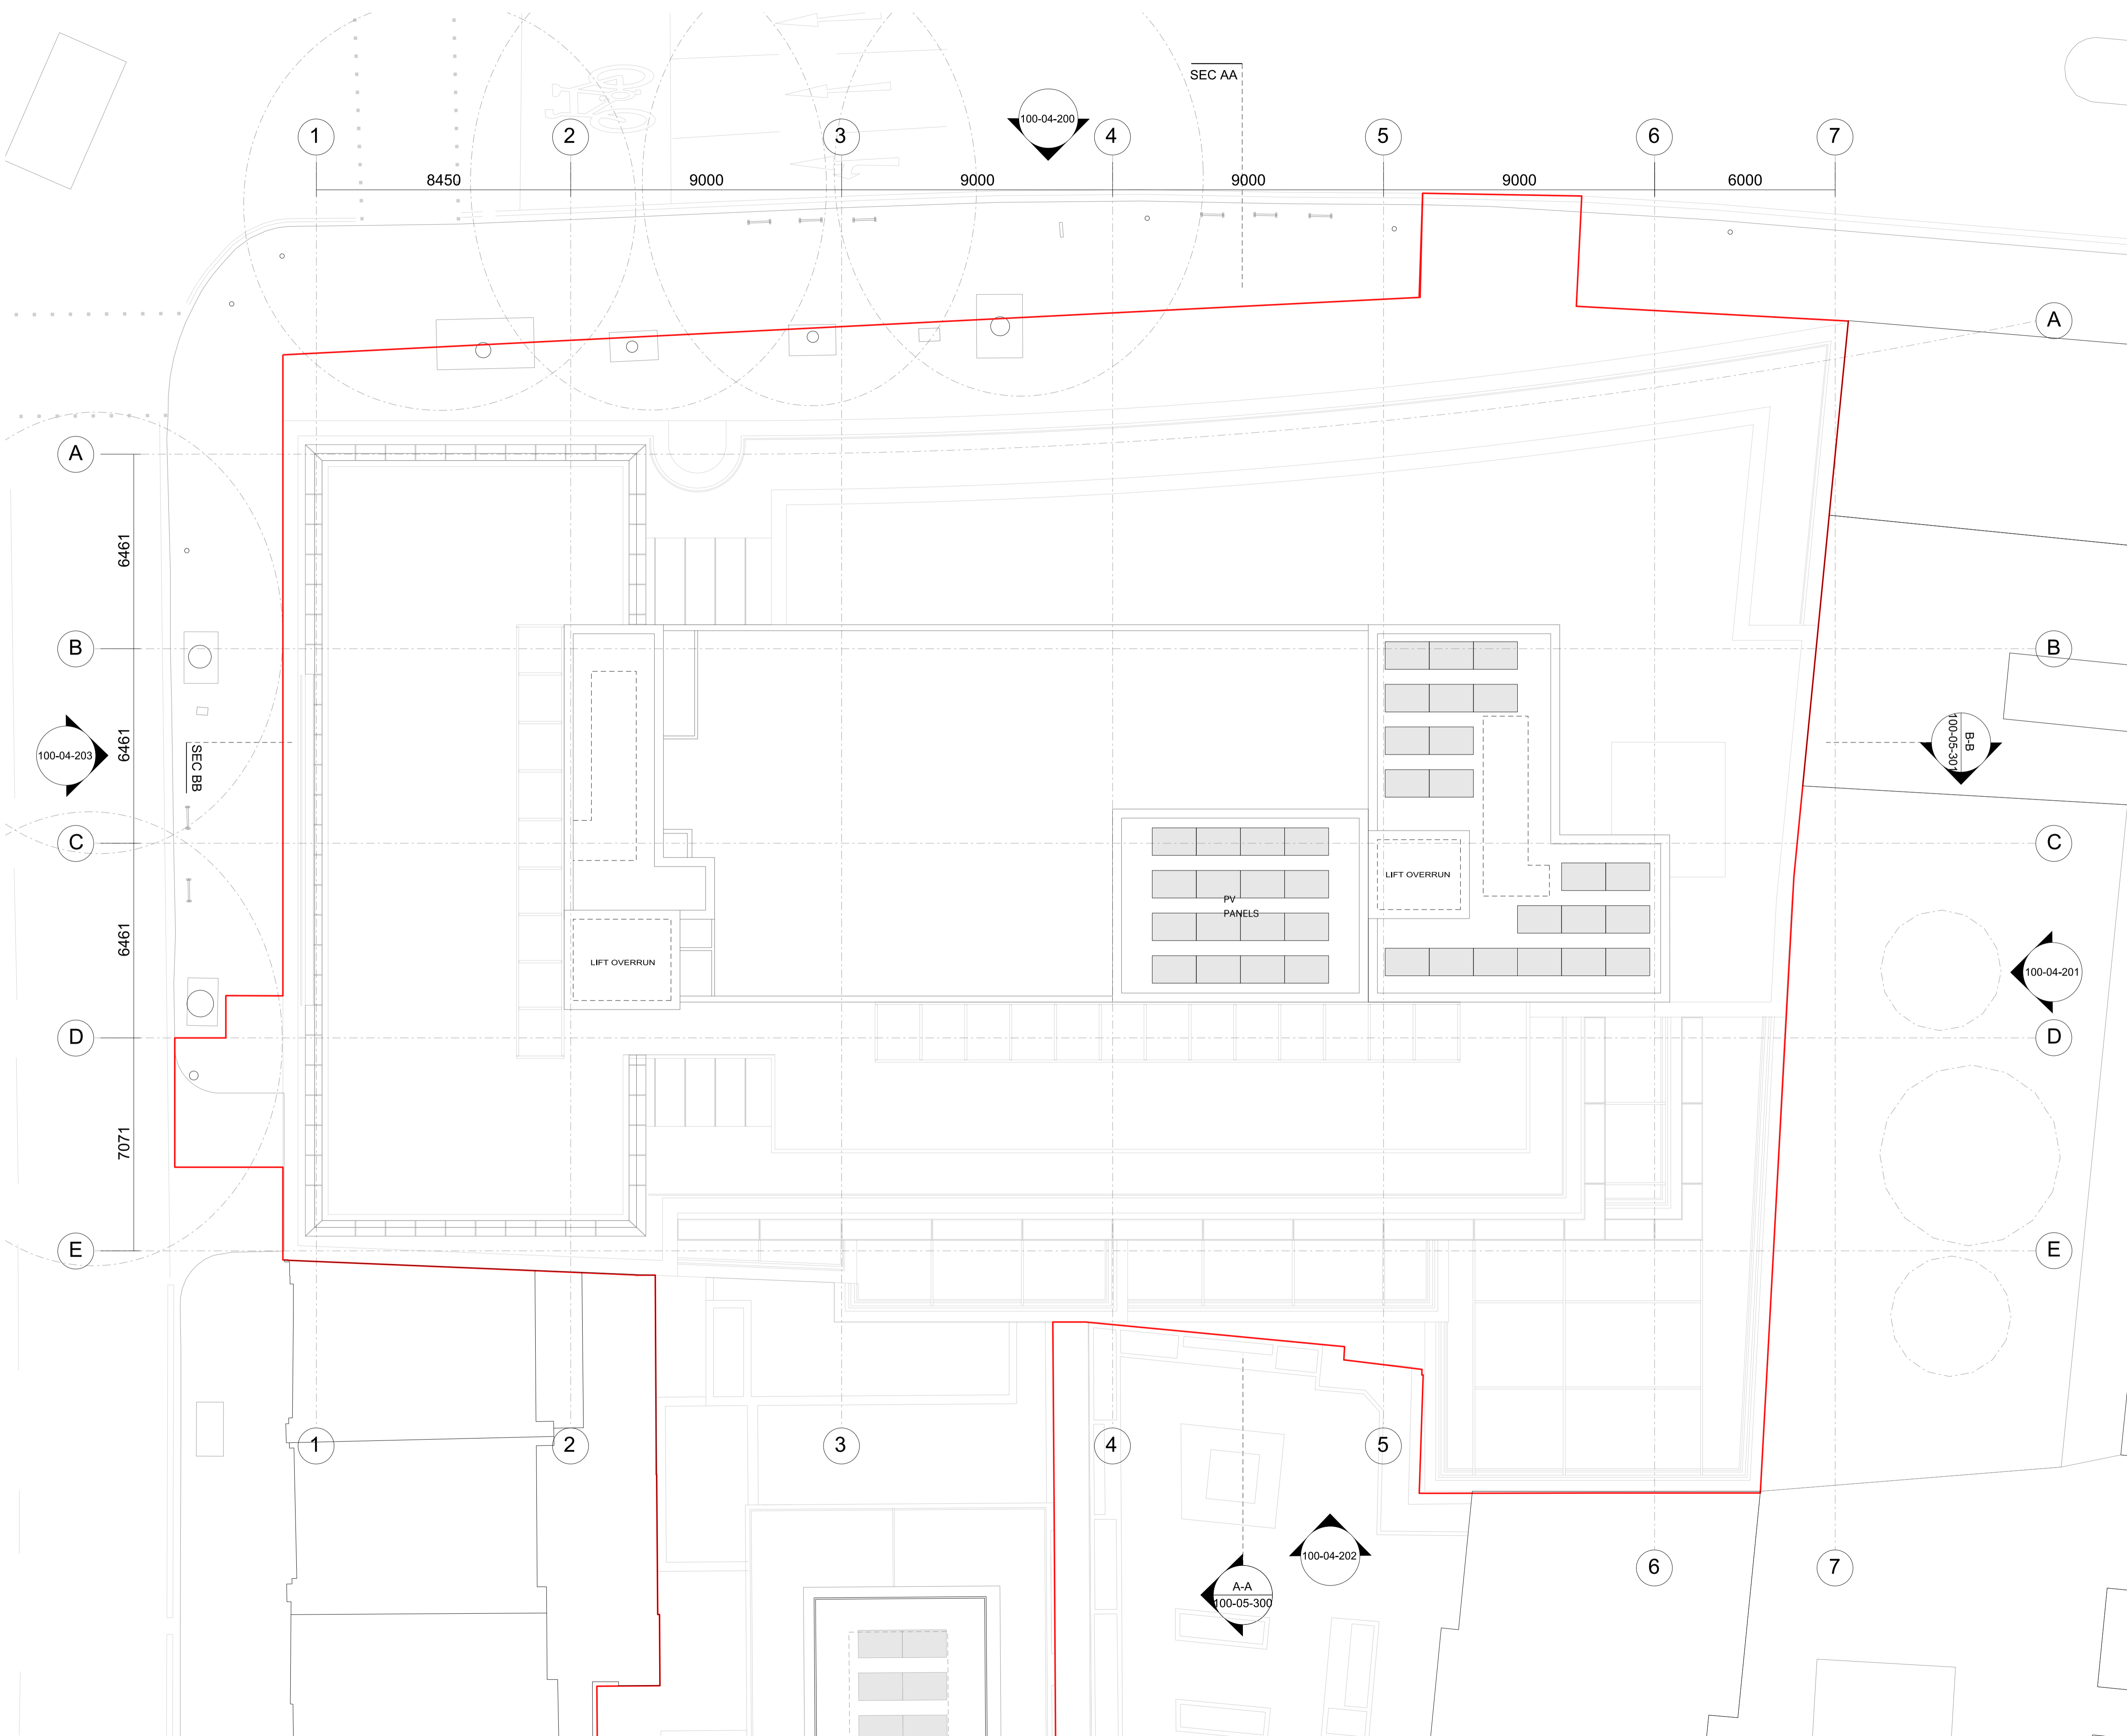 SEC AA
100-04-200
1
2
3
4
5
6
7
8450
9000
9000
9000
9000
6000
A
A
6461
B
B
100-04-203
6461
SEC BB
B-B
100-05-301
C
C
LIFT OVERRUN
PV
PANELS
6461
LIFT OVERRUN
100-04-201
D
D
7071
E
E
1
2
3
4
5
100-04-202
6
7
A-A
100-05-300